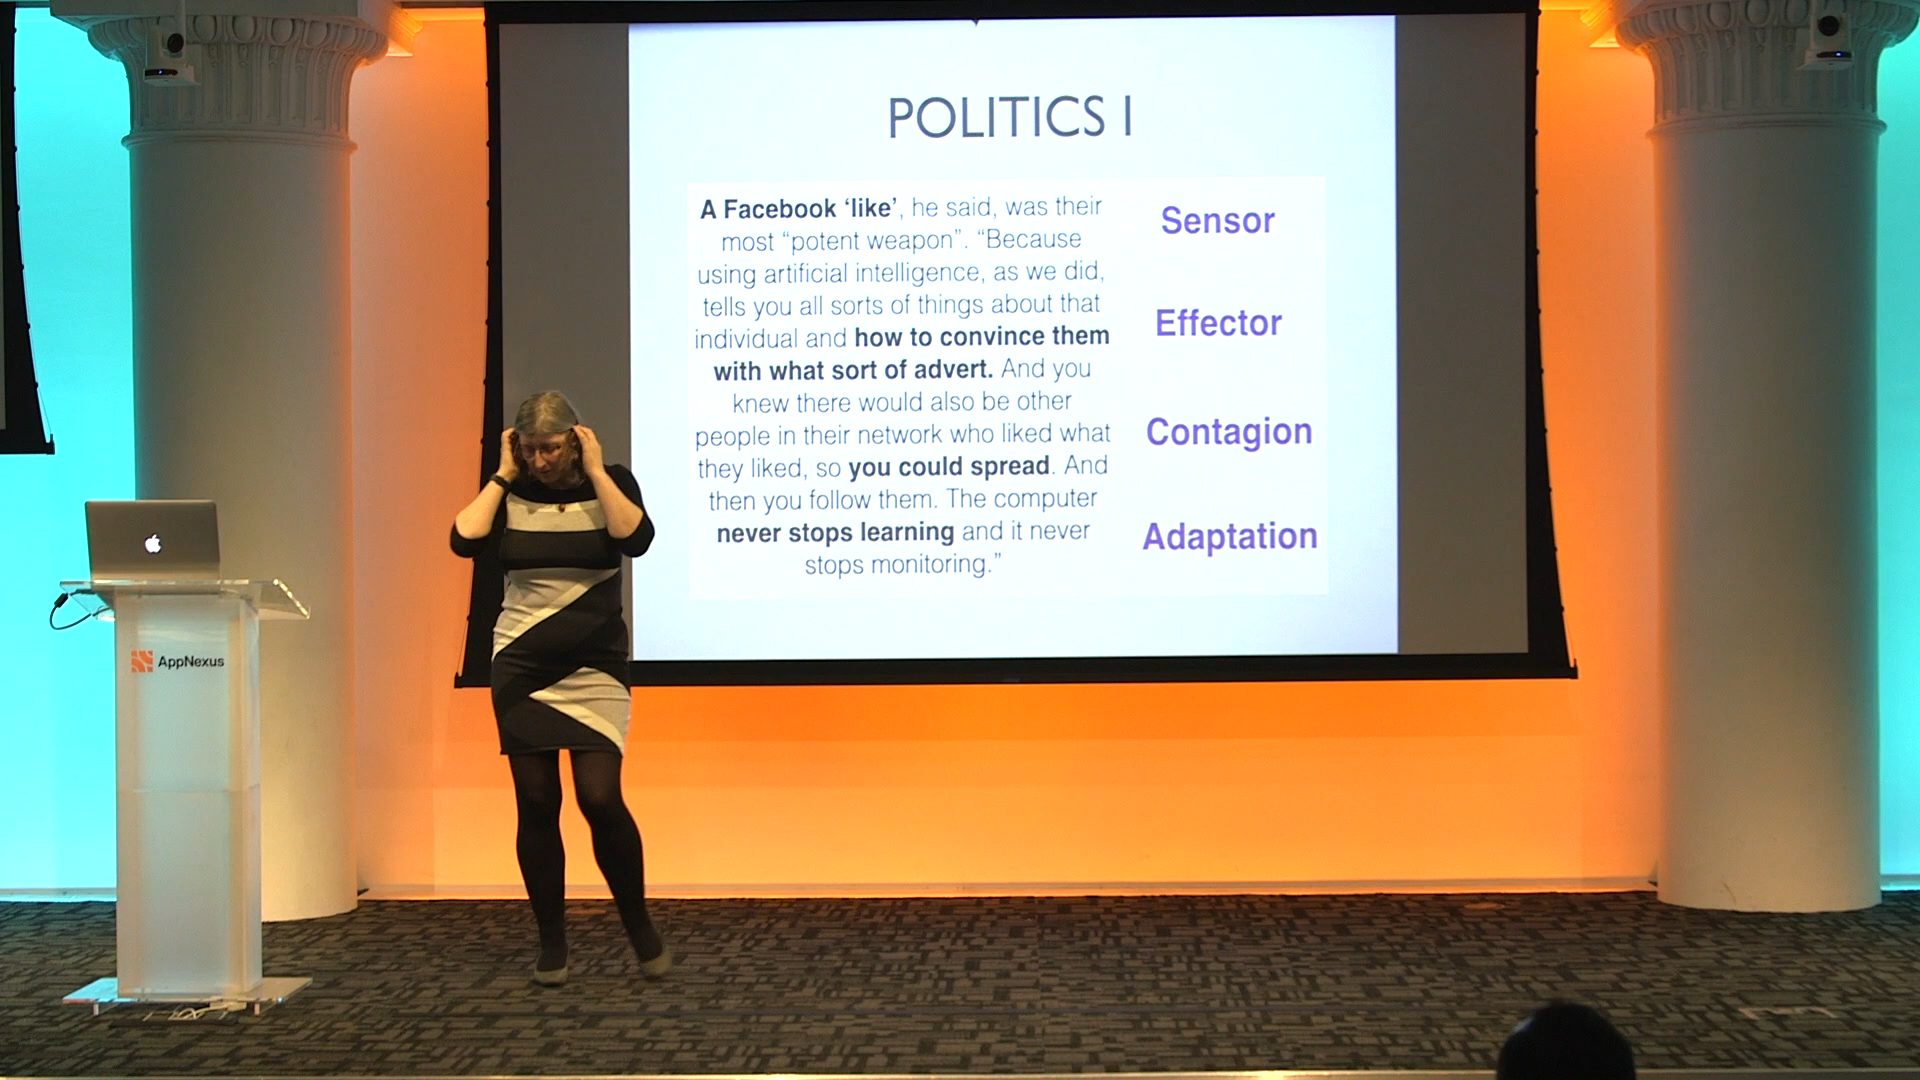 POLITICS I
A Facebook ‘like’, he said, was their
most “potent weapon”. “Because
using artificial intelligence, as we did,
tells you all sorts of things about that
individual and how to convince them
with what sort of advert. And you
knew there would also be other
people in their network who liked what
they liked, so you could spread. And
then you follow them. The computer
never stops learning and it never
stops monitoring.”
Sensor
Effector
Contagion
Adaptation
AppNexus